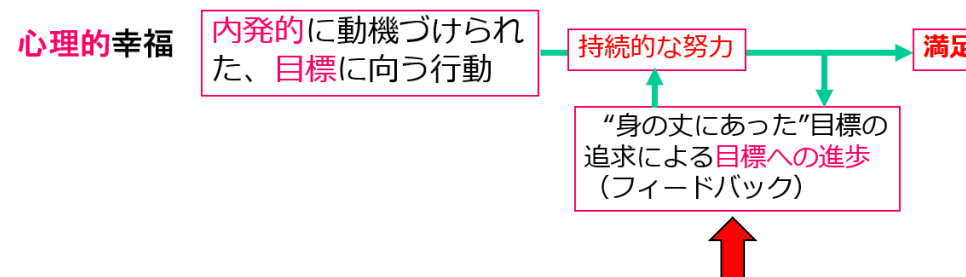 心理的幸福
内発的に動機づけられ
た、目標に向う行動
持続的な努力
満足
“身の丈にあった”目標の
追求による目標への進歩
（フィードバック）